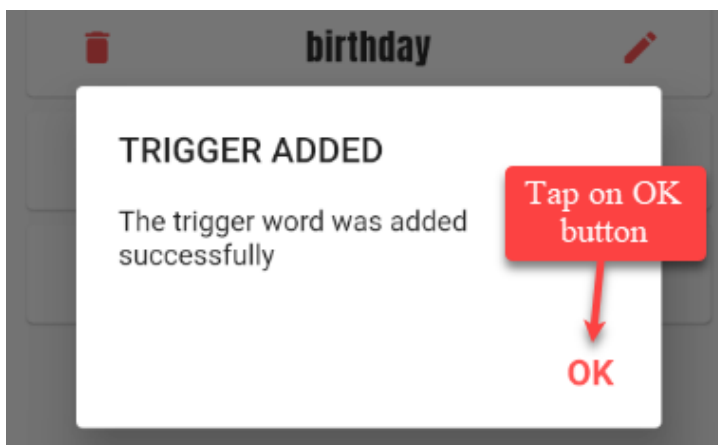 birthday
TRIGGER ADDED
The trigger word was added
successfully
Tap on OK
button
OK